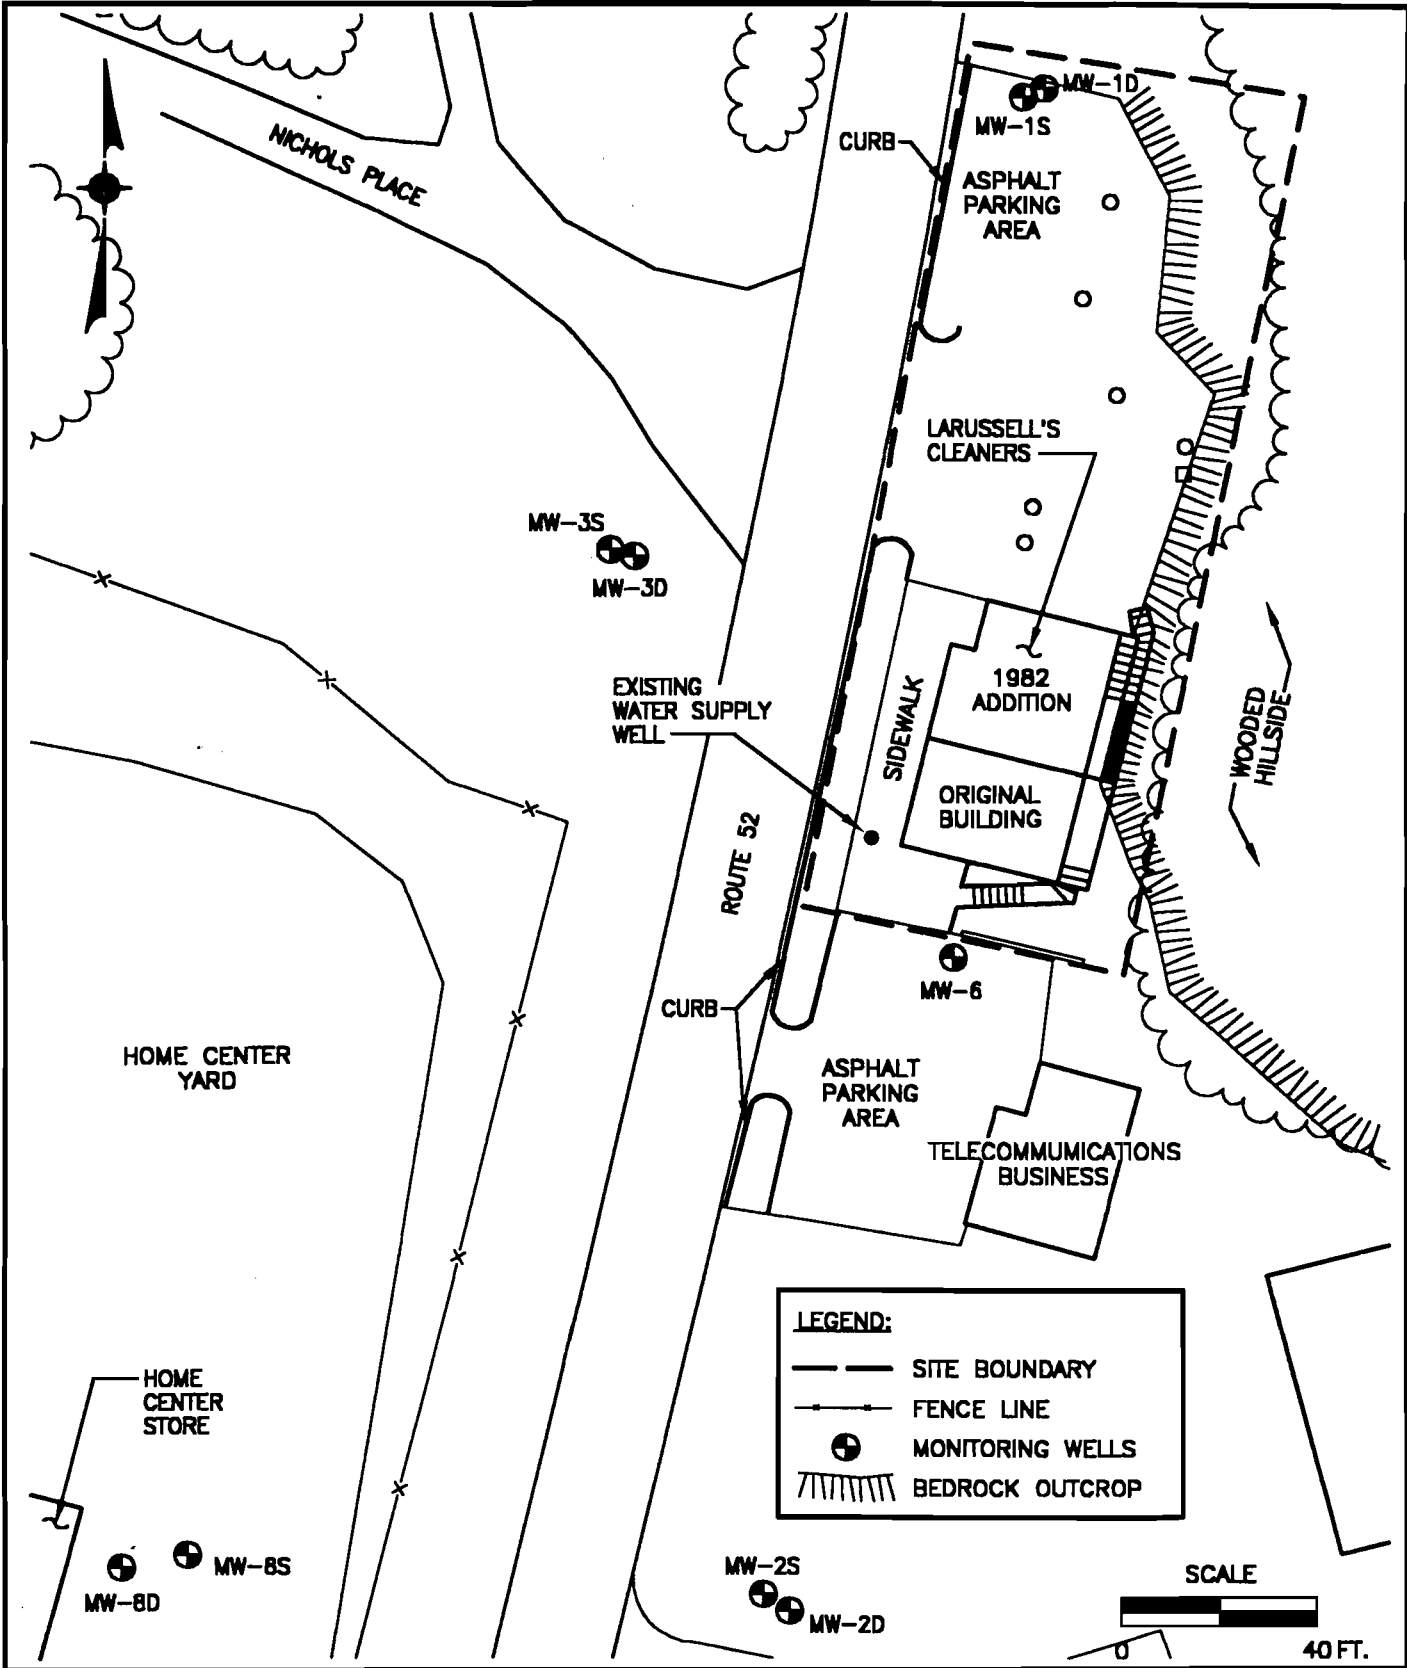 MW-1D
MW-1S
CURB
NICHOLS PLACE
ASPHALT
PARKING
AREA
LARUSSELL'S
CLEANERS
MW-3S
MW-3D
EXISTING
WATER SUPPLY
WELL
SIDEWALK
1982
ADDITION
WOODED
HILLSIDE
ORIGINAL
BUILDING
ROUTE 52
MW-6
CURB
HOME CENTER
YARD
ASPHALT
PARKING
AREA
TELECOMMUMICATIONS
BUSINESS
LEGEND:
SITE BOUNDARY
FENCE LINE
MONITORING WELLS
BEDROCK OUTCROP
HOME
CENTER
STORE
MW-8S
MW-8D
MW-2S
MW-2D
SCALE
0 40 FT.